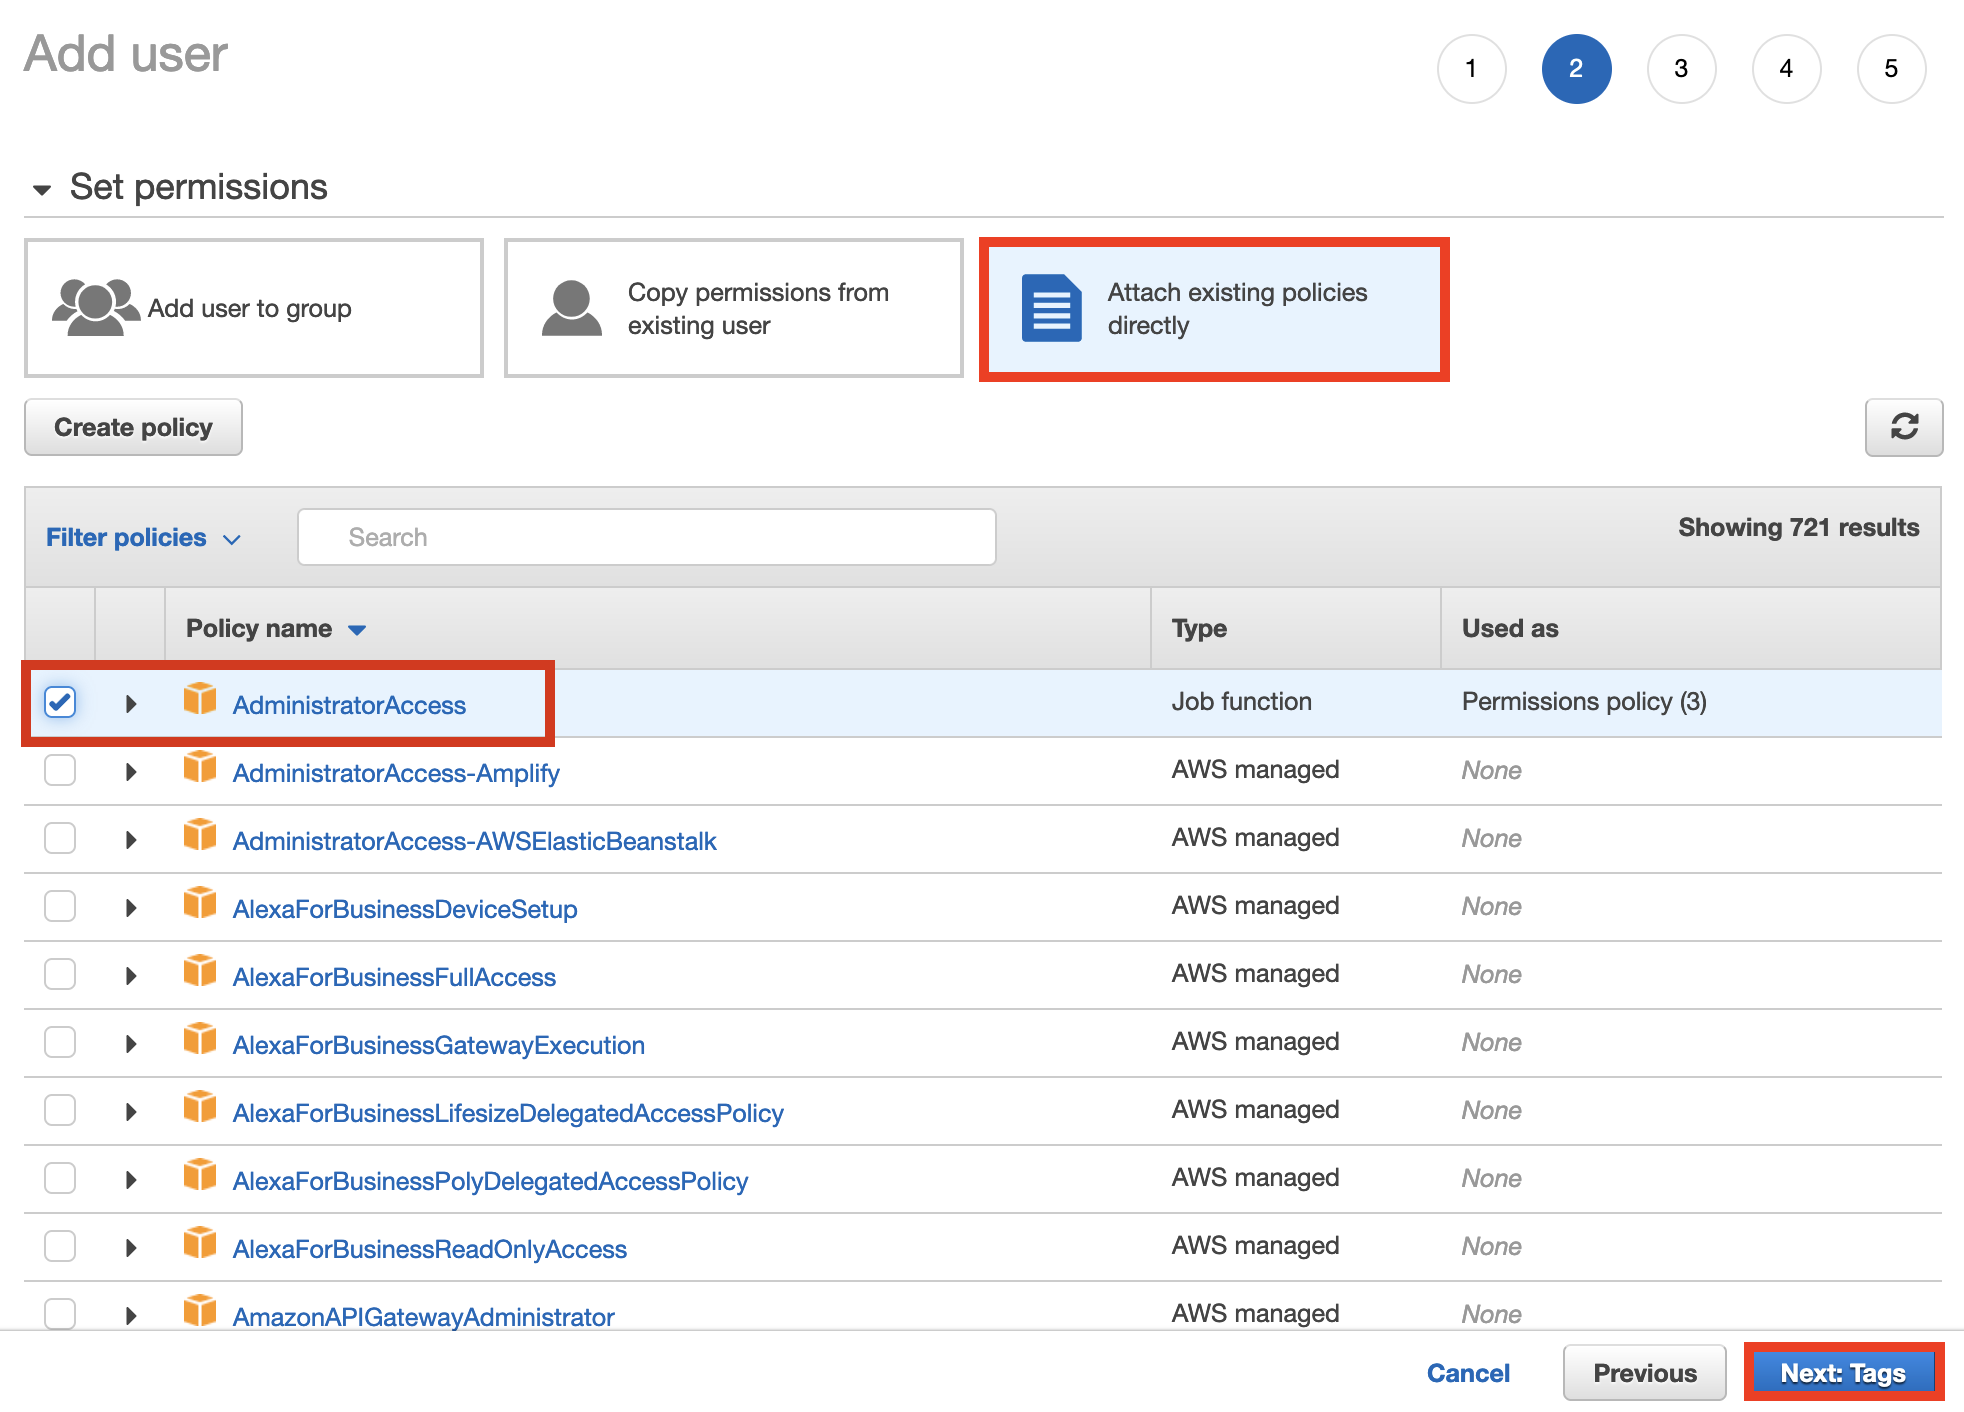 Add user
1 2 3 4 5
Set permissions
Add user to group
Copy permissions from
existing user
Attach existing policies
directly
Create policy
Filter policies Search Showing 721 results
Policy name Type Used as
AdministratorAccess Job function Permissions policy (3)
AdministratorAccess-Amplify AWS managed None
AdministratorAccess-AWSElasticBeanstalk AWS managed None
AlexaForBusinessDeviceSetup AWS managed None
AlexaForBusinessFullAccess AWS managed None
AlexaForBusinessGatewayExecution AWS managed None
AlexaForBusinessLifesizeDelegatedAccessPolicy AWS managed None
AlexaForBusinessPolyDelegatedAccessPolicy AWS managed None
AlexaForBusinessReadOnlyAccess AWS managed None
AmazonAPIGatewayAdministrator AWS managed None
Cancel Previous Next: Tags